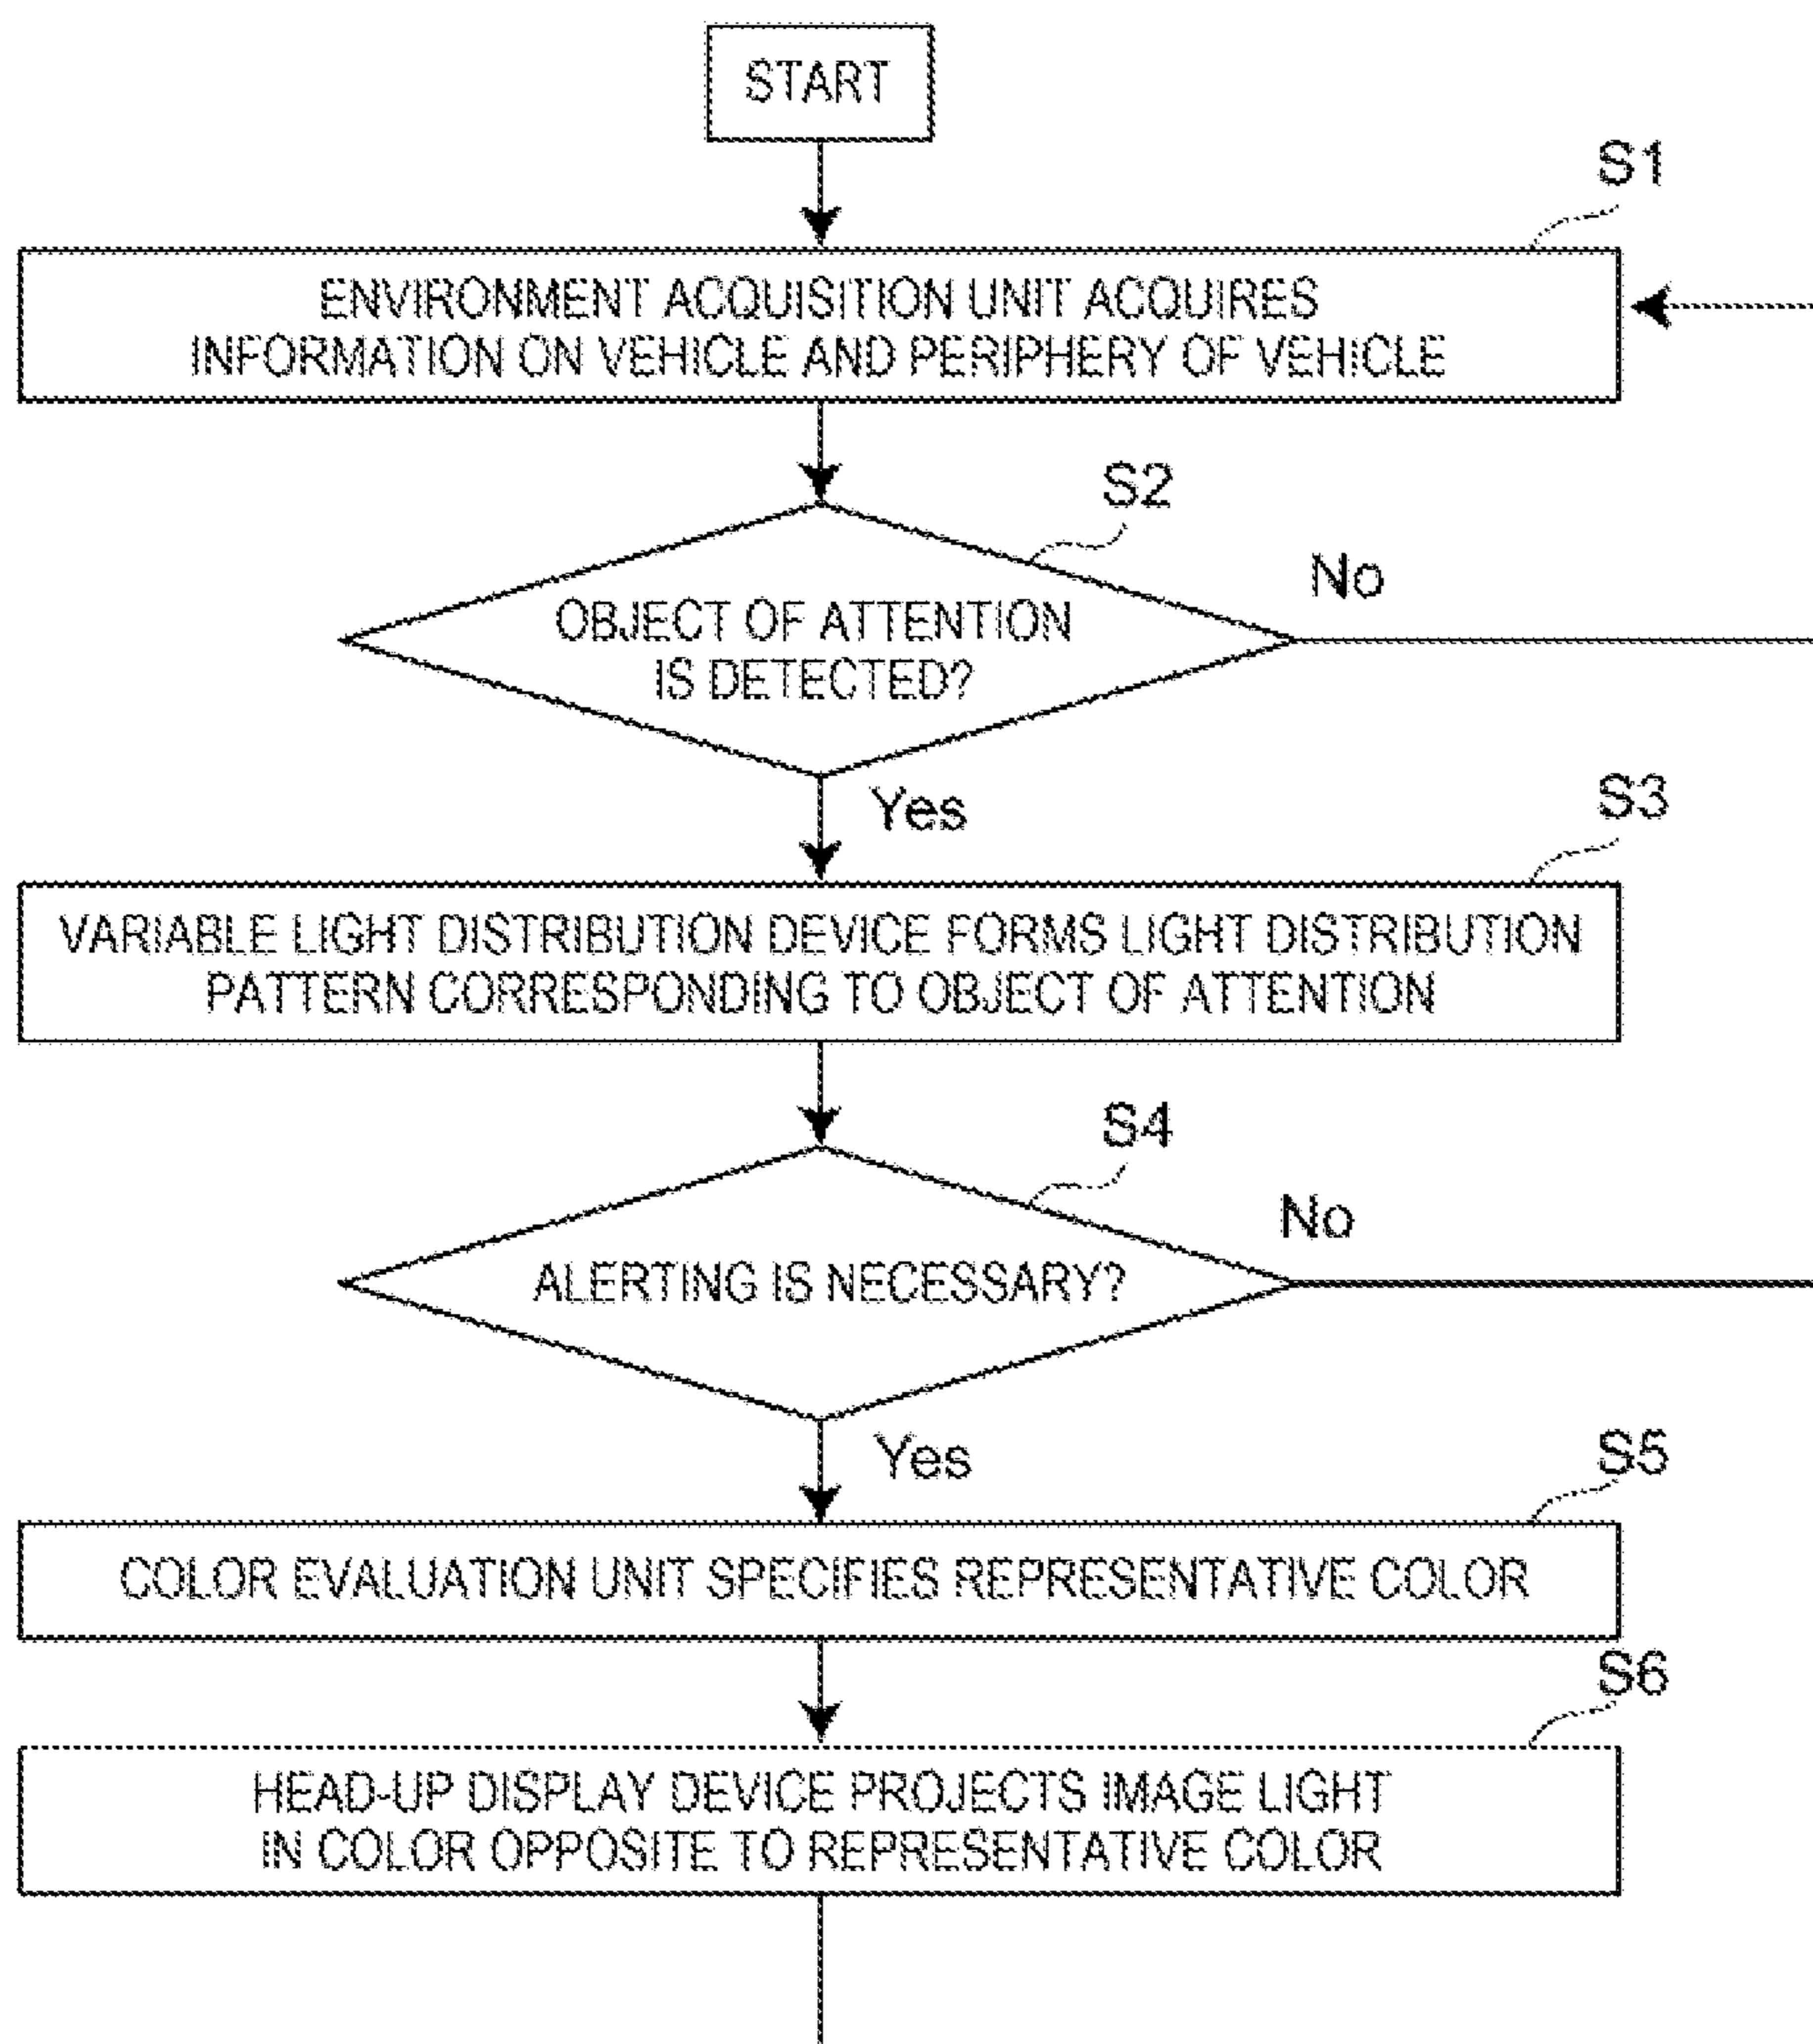 START
S1
ENVIRONMENT ACQUISITION UNIT ACQUIRES
INFORMATION ON VEHICLE AND PERIPHERY OF VEHICLE
S2
No
OBJECT OF ATTENTION
IS DETECTED?
Yes
S3
VARIABLE LIGHT DISTRIBUTION DEVICE FORMS LIGHT DISTRIBUTION
PATTERN CORRESPONDING TO OBJECT OF ATTENTION
S4
No
ALERTING IS NECESSARY?
Yes
S5
COLOR EVALUATION UNIT SPECIFIES REPRESENTATIVE COLOR
S6
HEAD-UP DISPLAY DEVICE PROJECTS IMAGE LIGHT
IN COLOR OPPOSITE TO REPRESENTATIVE COLOR